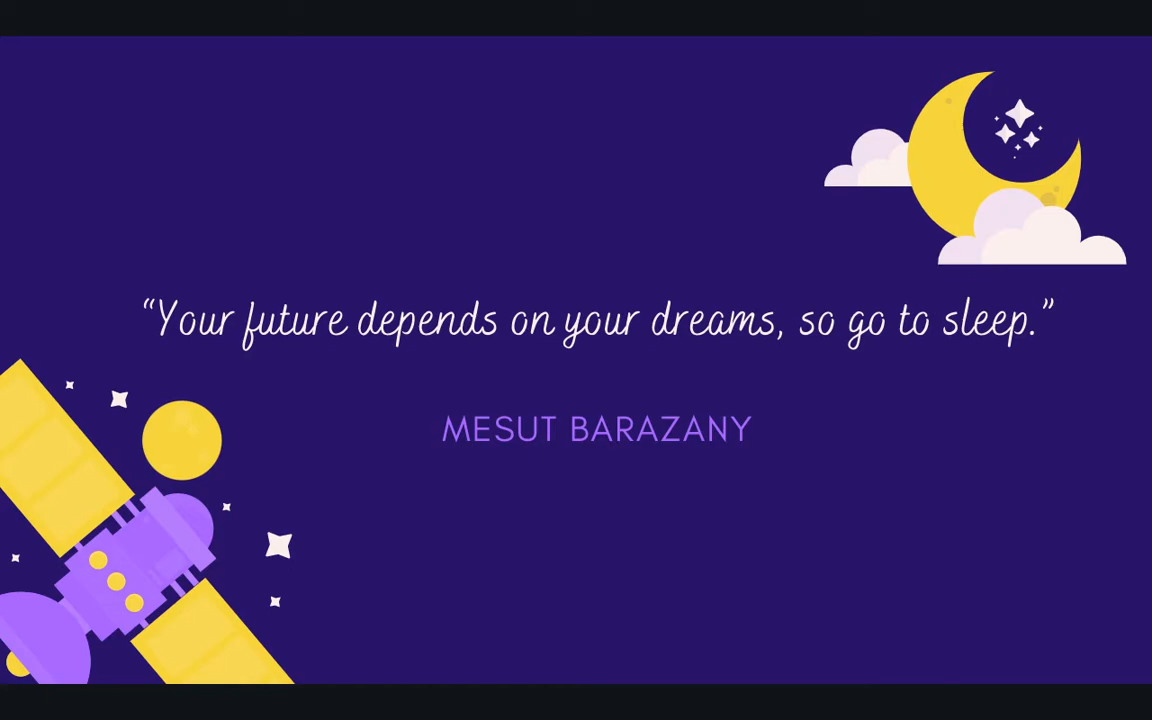 “Your future depends on your dreams, so go to sleep.”
MESUT BARAZANY